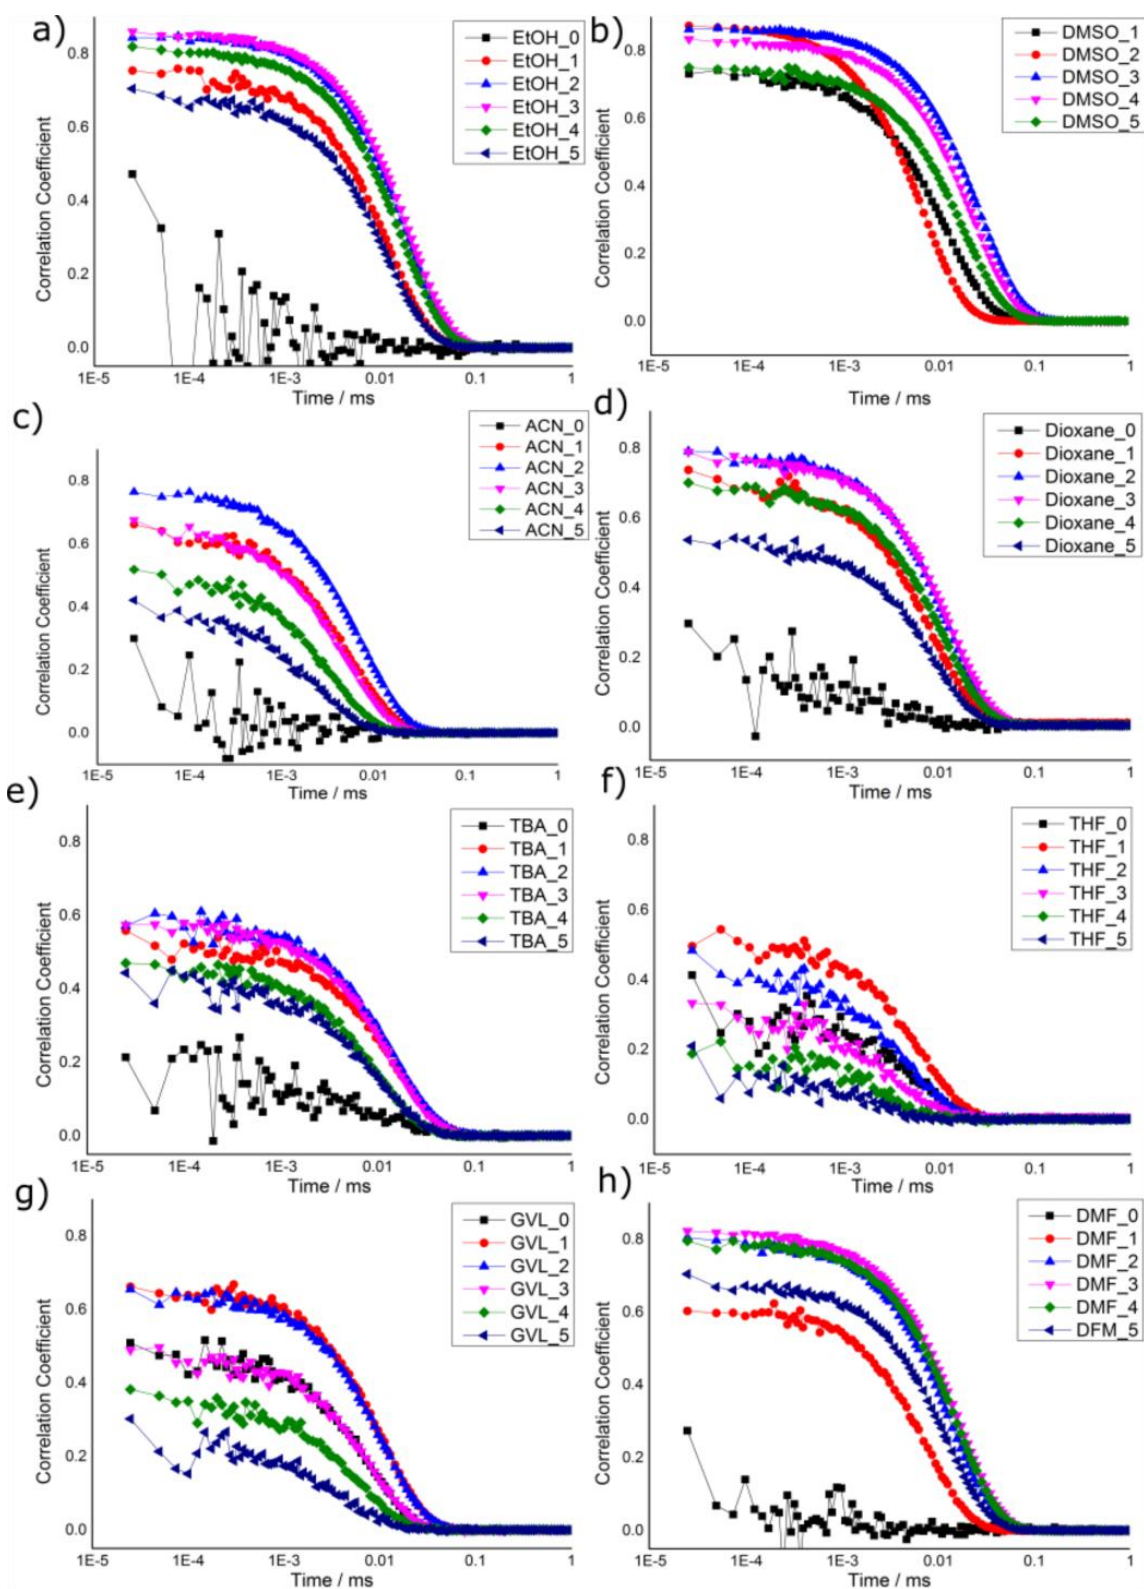 a)
EtOH_0
EtOH_1
EtOH_2
EtOH_3
EtOH_4
EtOH_5
0.8
0.6
0.4
0.2
0.0
Correlation Coefficient
1E-5 1E-4 1E-3 0.01 0.1 1
Time / ms
b)
DMSO_1
DMSO_2
DMSO_3
DMSO_4
DMSO_5
0.8
0.6
0.4
0.2
0.0
Correlation Coefficient
1E-5 1E-4 1E-3 0.01 0.1 1
Time / ms
c)
ACN_0
ACN_1
ACN_2
ACN_3
ACN_4
ACN_5
0.8
0.6
0.4
0.2
0.0
Correlation Coefficient
1E-5 1E-4 1E-3 0.01 0.1 1
Time / ms
d)
Dioxane_0
Dioxane_1
Dioxane_2
Dioxane_3
Dioxane_4
Dioxane_5
0.8
0.6
0.4
0.2
0.0
Correlation Coefficient
1E-5 1E-4 1E-3 0.01 0.1 1
Time / ms
e)
TBA_0
TBA_1
TBA_2
TBA_3
TBA_4
TBA_5
0.8
0.6
0.4
0.2
0.0
Correlation Coefficient
1E-5 1E-4 1E-3 0.01 0.1 1
Time / ms
f)
THF_0
THF_1
THF_2
THF_3
THF_4
THF_5
0.8
0.6
0.4
0.2
0.0
Correlation Coefficient
1E-5 1E-4 1E-3 0.01 0.1 1
Time / ms
g)
GVL_0
GVL_1
GVL_2
GVL_3
GVL_4
GVL_5
0.8
0.6
0.4
0.2
0.0
Correlation Coefficient
1E-5 1E-4 1E-3 0.01 0.1 1
Time / ms
h)
DMF_0
DMF_1
DMF_2
DMF_3
DMF_4
DFM_5
0.8
0.6
0.4
0.2
0.0
Correlation Coefficient
1E-5 1E-4 1E-3 0.01 0.1 1
Time / ms